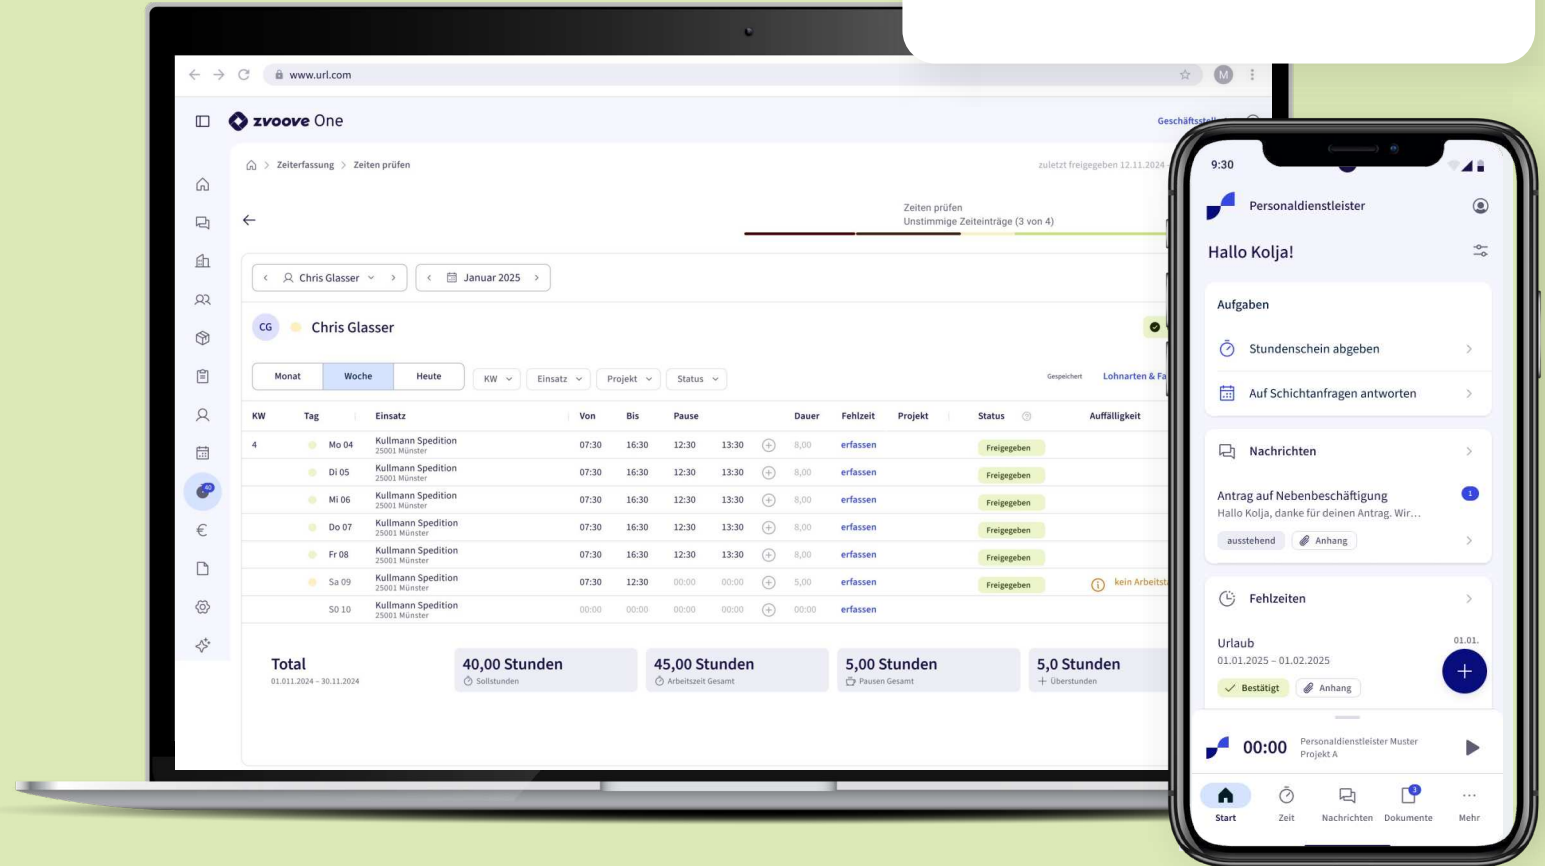 www.url.com
M
zvoove One
Zeiterfassung > Zeiten prüfen
zuletzt freigegeben 12.11.2024
Zeiten prüfen
Unstimmige Zeiteinträge (3 von 4)
Chris Glasser
Januar 2025
CG Chris Glasser
Monat Woche Heute KW Einsatz Projekt Status
Gespeichert Lohnarten &
KW Tag Einsatz Von Bis Pause Dauer Fehlzeit Projekt Status Auffälligkeit
4 Mo 04 Kullmann Spedition 07:30 16:30 12:30 13:30 8,00 erfassen Freigegeben
25001 Münster
Di 05 Kullmann Spedition 07:30 16:30 12:30 13:30 8,00 erfassen Freigegeben
25001 Münster
Mi 06 Kullmann Spedition 07:30 16:30 12:30 13:30 8,00 erfassen Freigegeben
25001 Münster
40
Do 07 Kullmann Spedition 07:30 16:30 12:30 13:30 8,00 erfassen Freigegeben
25001 Münster
Fr 08 Kullmann Spedition 07:30 16:30 12:30 13:30 8,00 erfassen Freigegeben
25001 Münster
Sa 09 Kullmann Spedition 07:30 12:30 00:00 00:00 5,00 erfassen Freigegeben kein
25001 Münster
S0 10 Kullmann Spedition 00:00 00:00 00:00 00:00 00:00 erfassen
25001 Münster
Total
01.011.2024 – 30.11.2024
40,00 Stunden
Sollstunden
45,00 Stunden
Arbeitszeit Gesamt
5,00 Stunden
Pausen Gesamt
5,0 Stunden
Überstunden
9:30
Personaldienstleister
Hallo Kolja!
Aufgaben
Stundenschein abgeben
Auf Schichtanfragen antworten
Nachrichten
Antrag auf Nebenbeschäftigung 1
Hallo Kolja, danke für deinen Antrag. Wir…
ausstehend Anhang
Fehlzeiten
Urlaub 01.01.
01.01.2025 – 01.02.2025
Bestätigt Anhang
00:00 Personaldienstleister Muster
Projekt A
3
Start Zeit Nachrichten Dokumente Mehr